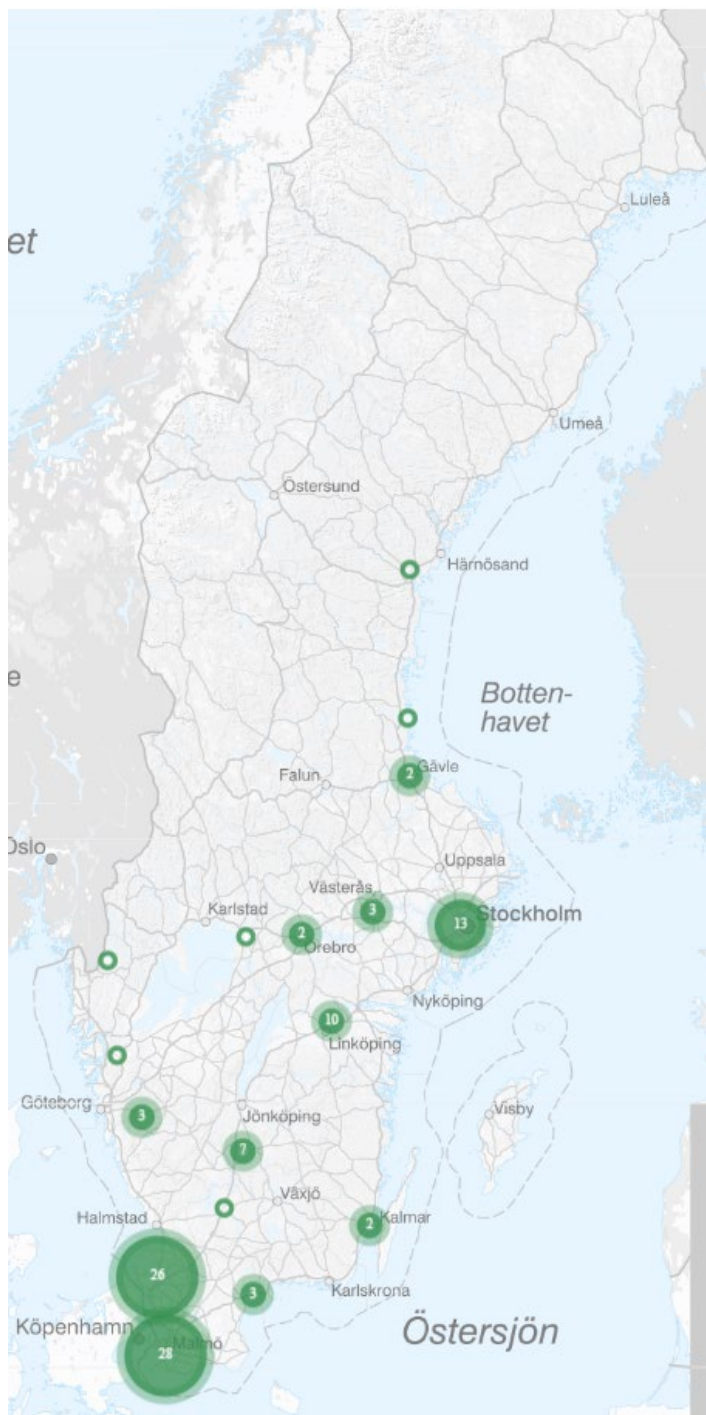 Luleå
et
Umeå
Östersund
Härnösand
e
Botten-
havet
2
Gävle
Falun
Oslo
Uppsala
Västerås
3
Karlstad
2
13
Stockholm
Örebro
Nyköping
10
Linköping
Göteborg
3
Jönköping
Visby
7
Växjö
Halmstad
2
Kalmar
26
3
Karlskrona
Köpenhamn
Malmö
28
Östersjön